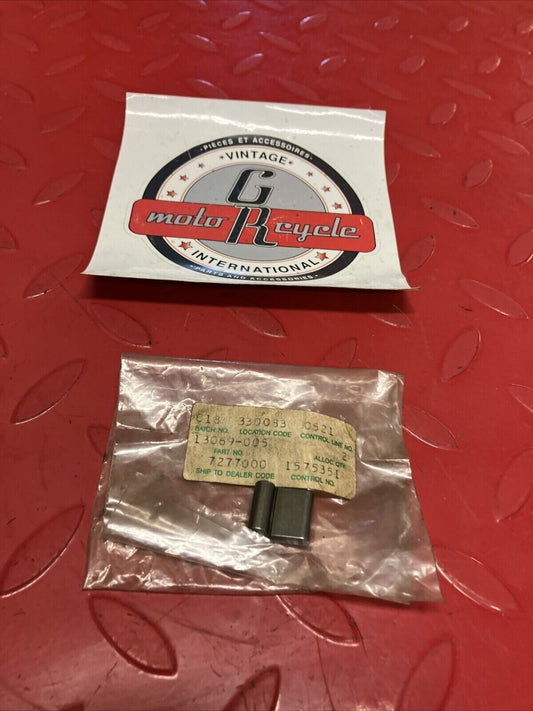 • PIECES ET ACCESSOIRES •
• VINTAGE •
G
moto R cycle
INTERNATIONAL
• PARTS AND ACCESSORIES •
C18 330083 0521
BATCH NO. LOCATION CODE CONTROL LINE NO.
13069-005 2
PART NO. ALLOC. QTY.
7277000 1575351
SHIP TO DEALER CODE CONTROL NO.